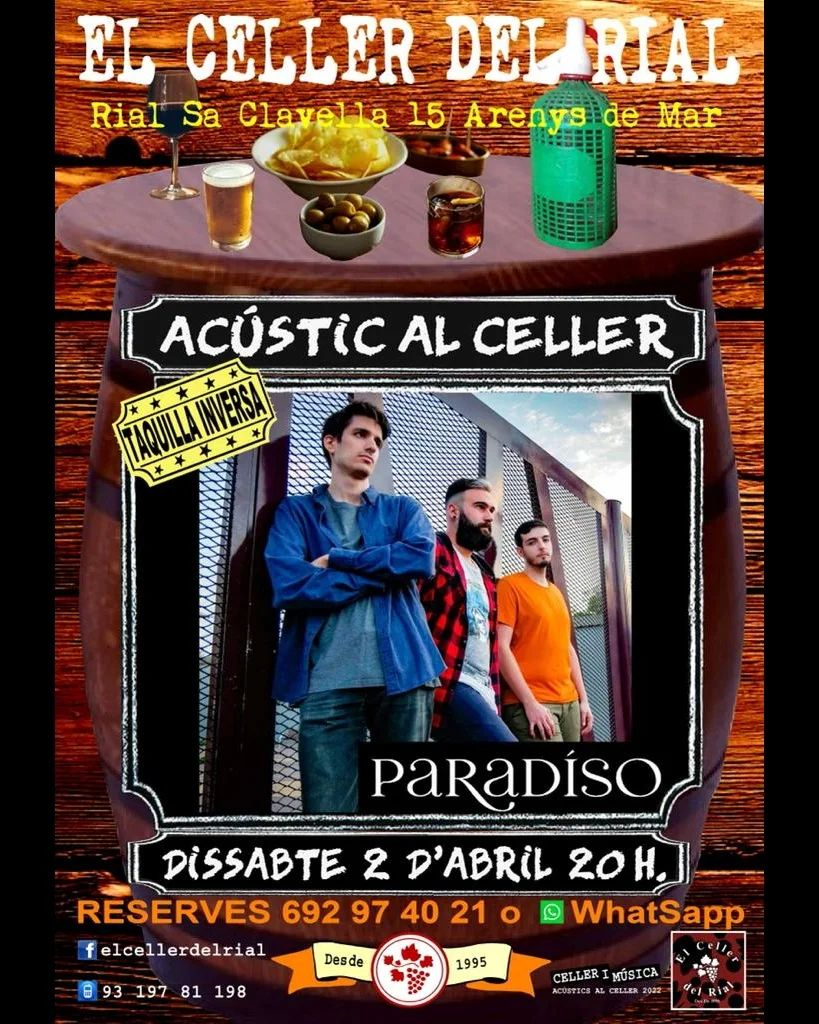 EL CELLER DEL RIAL
Rial Sa Clavella 15 Arenys de Mar
ACÚSTIC AL CELLER
TAQUILLA INVERSA
PARADÍSO
DISSABTE 2 D'ABRIL 20 H.
RESERVES 692 97 40 21 o WhatSapp
elcellerdelrial
93 197 81 198
Desde 1995
CELLER I MÚSICA
ACÚSTICS AL CELLER 2022
El Celler
del Rial